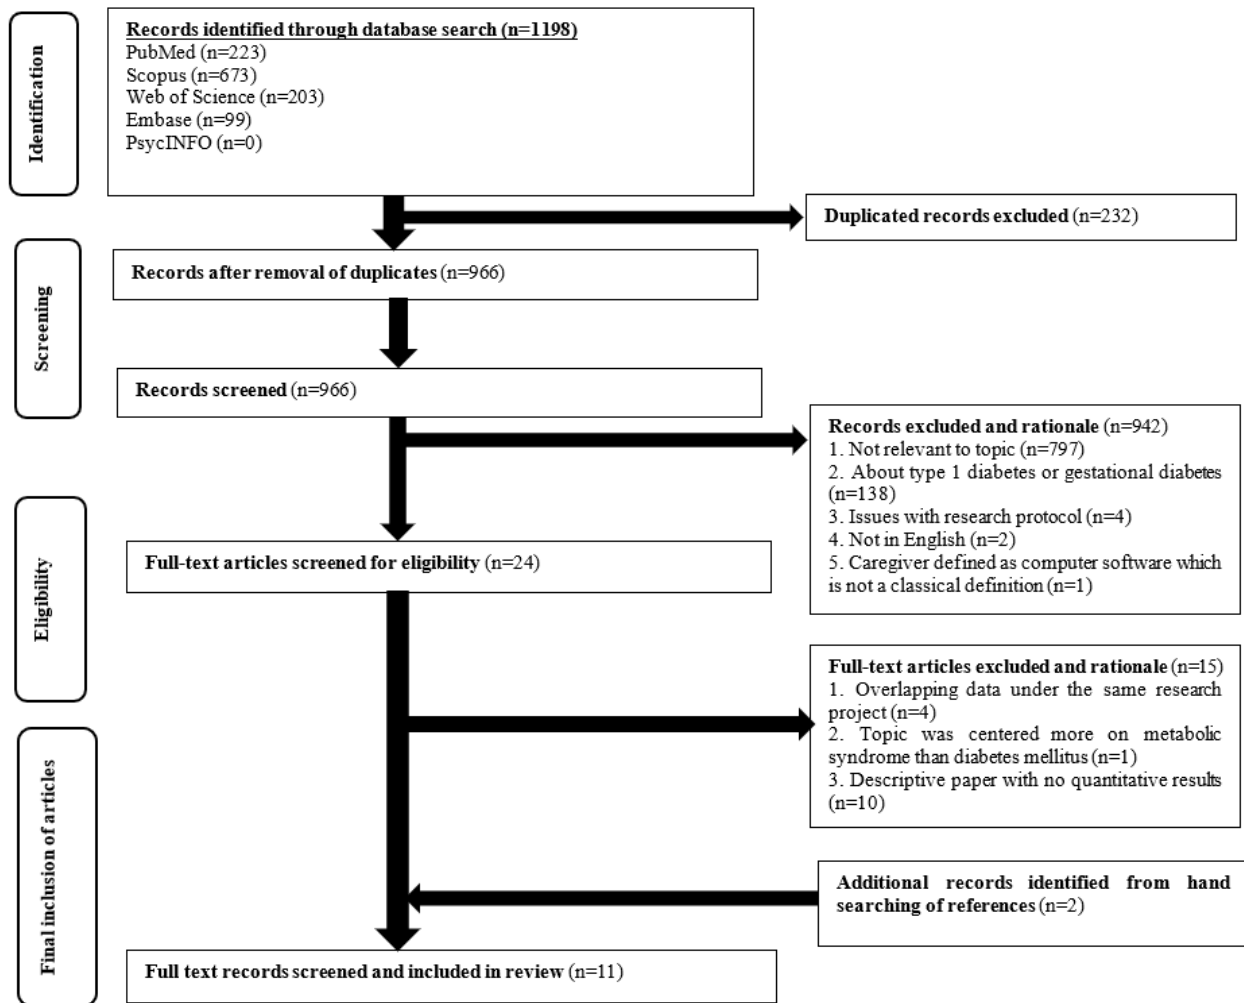 Identification
Records identified through database search (n=1198)
PubMed (n=223)
Scopus (n=673)
Web of Science (n=203)
Embase (n=99)
PsycINFO (n=0)
Duplicated records excluded (n=232)
Screening
Records after removal of duplicates (n=966)
Records screened (n=966)
Records excluded and rationale (n=942)
1. Not relevant to topic (n=797)
2. About type 1 diabetes or gestational diabetes
(n=138)
3. Issues with research protocol (n=4)
4. Not in English (n=2)
5. Caregiver defined as computer software which
is not a classical definition (n=1)
Eligibility
Full-text articles screened for eligibility (n=24)
Full-text articles excluded and rationale (n=15)
1. Overlapping data under the same research
project (n=4)
2. Topic was centered more on metabolic
syndrome than diabetes mellitus (n=1)
3. Descriptive paper with no quantitative results
(n=10)
Final inclusion of articles
Additional records identified from hand
searching of references (n=2)
Full text records screened and included in review (n=11)